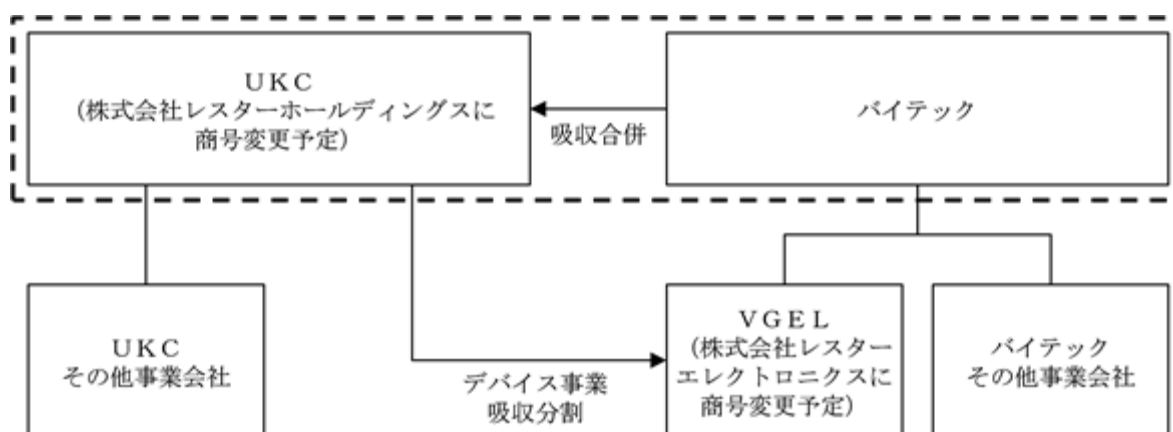 ＵＫＣ
（株式会社レスターホールディングスに
商号変更予定）
吸収合併
バイテック
ＵＫＣ
その他事業会社
デバイス事業
吸収分割
ＶＧＥＬ
（株式会社レスター
エレクトロニクスに
商号変更予定）
バイテック
その他事業会社